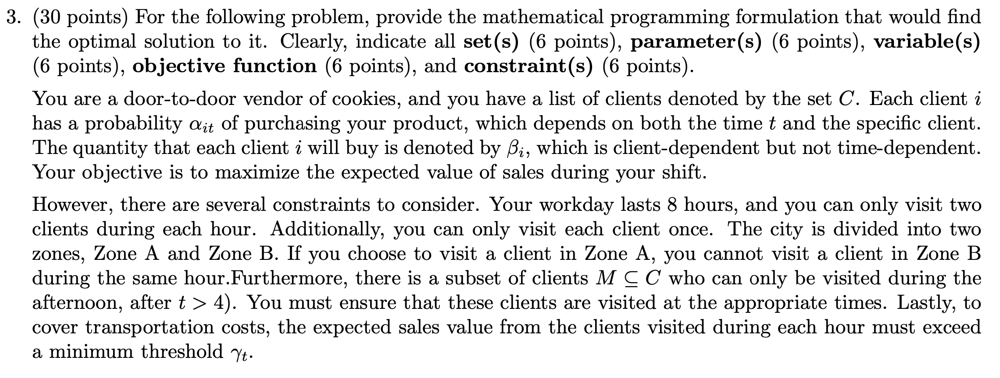 3. (30 points) For the following problem, provide the mathematical programming formulation that would find
the optimal solution to it. Clearly, indicate all set(s) (6 points), parameter(s) (6 points), variable(s)
(6 points), objective function (6 points), and constraint(s) (6 points).
You are a door-to-door vendor of cookies, and you have a list of clients denoted by the set C. Each client i
has a probability αᵢₜ of purchasing your product, which depends on both the time t and the specific client.
The quantity that each client i will buy is denoted by βᵢ, which is client-dependent but not time-dependent.
Your objective is to maximize the expected value of sales during your shift.
However, there are several constraints to consider. Your workday lasts 8 hours, and you can only visit two
clients during each hour. Additionally, you can only visit each client once. The city is divided into two
zones, Zone A and Zone B. If you choose to visit a client in Zone A, you cannot visit a client in Zone B
during the same hour.Furthermore, there is a subset of clients M ⊆ C who can only be visited during the
afternoon, after t > 4). You must ensure that these clients are visited at the appropriate times. Lastly, to
cover transportation costs, the expected sales value from the clients visited during each hour must exceed
a minimum threshold γₜ.